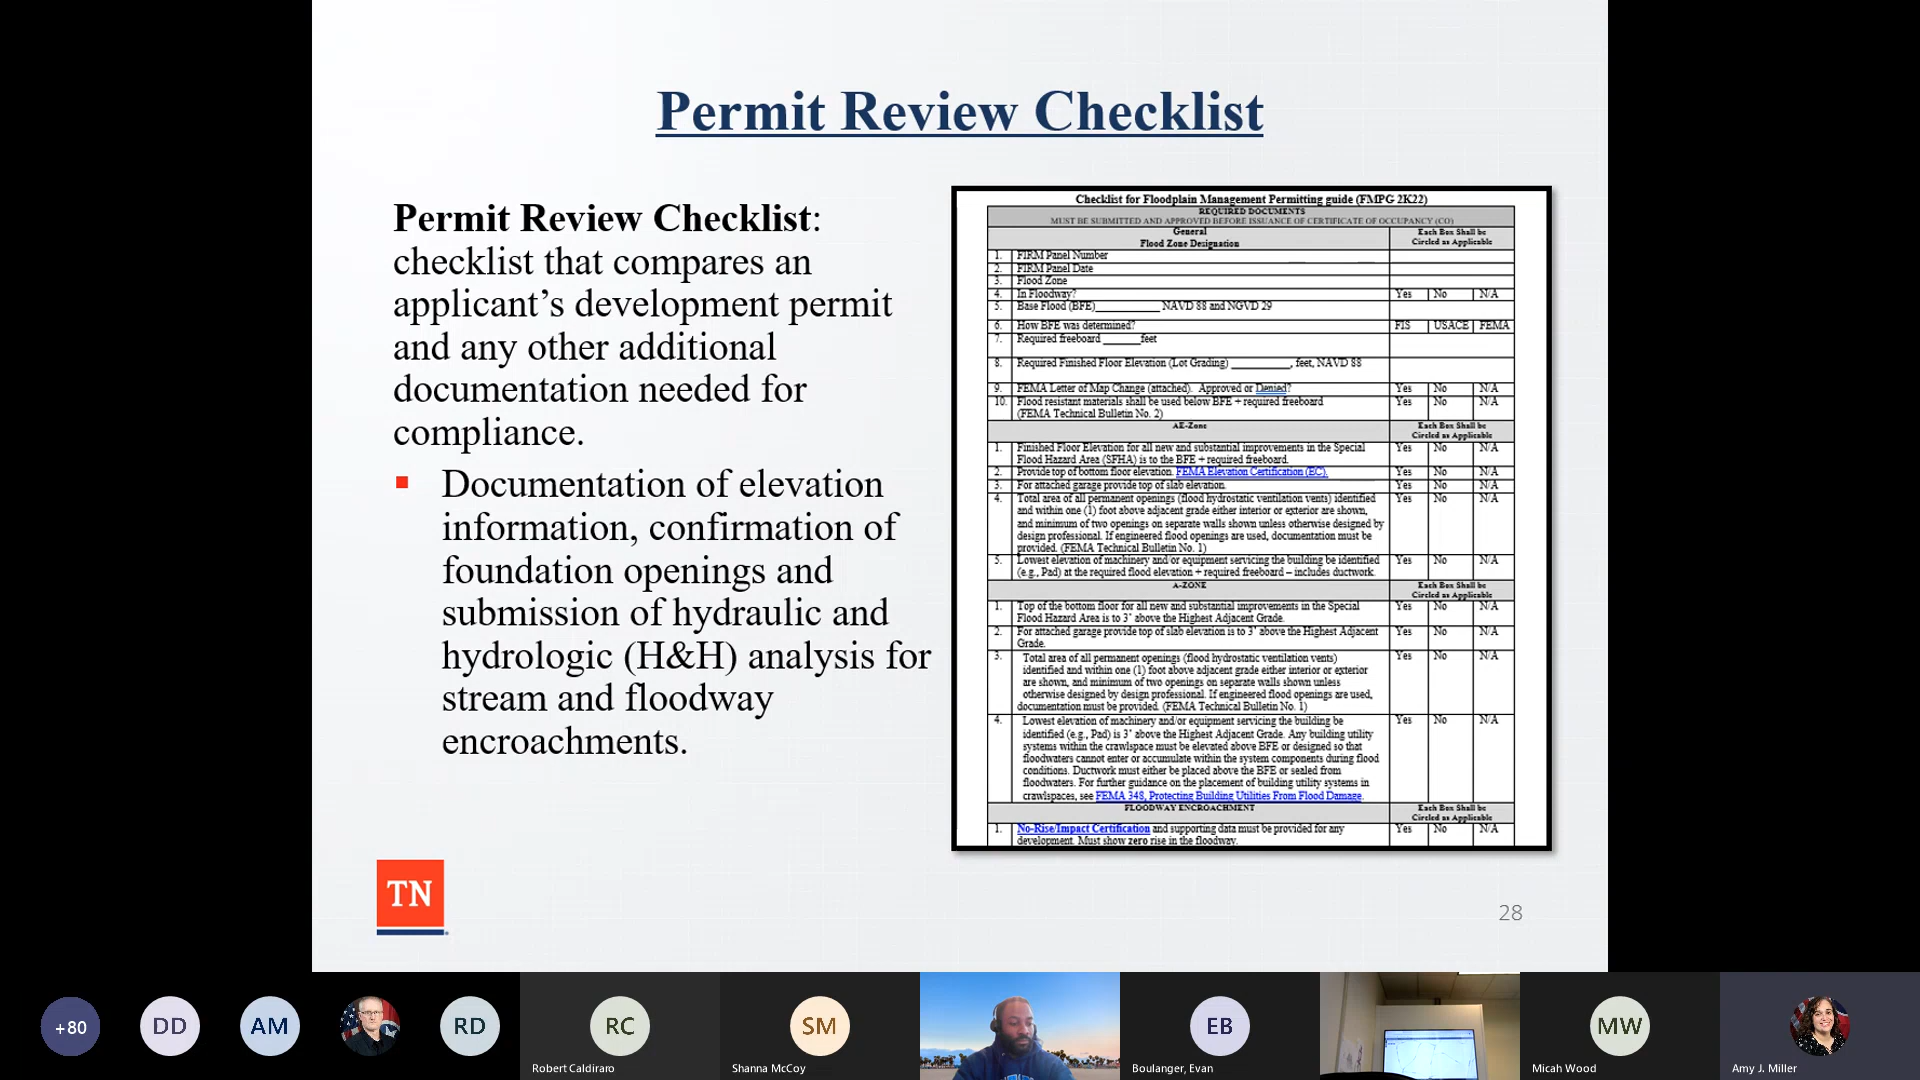 Permit Review Checklist
Permit Review Checklist:
checklist that compares an
applicant’s development permit
and any other additional
documentation needed for
compliance.
Documentation of elevation
information, confirmation of
foundation openings and
submission of hydraulic and
hydrologic (H&H) analysis for
stream and floodway
encroachments.
Checklist for Floodplain Management Permitting guide (FMPG 2K22)
REQUIRED DOCUMENTS
MUST BE SUBMITTED AND APPROVED BEFORE ISSUANCE OF CERTIFICATE OF OCCUPANCY (CO)
General
Flood Zone Designation
Each Box Shall be
Circled as Applicable
1. FIRM Panel Number
2. FIRM Panel Date
3. Flood Zone
4. In Floodway? Yes No N/A
5. Base Flood (BFE)____________ NAVD 88 and NGVD 29
6. How BFE was determined? FIS USACE FEMA
7. Required freeboard _______feet
8. Required Finished Floor Elevation (Lot Grading) ___________, feet, NAVD 88
9. FEMA Letter of Map Change (attached). Approved or Denied? Yes No N/A
10. Flood resistant materials shall be used below BFE + required freeboard Yes No N/A
(FEMA Technical Bulletin No. 2)
AE-Zone
Each Box Shall be
Circled as Applicable
1. Finished Floor Elevation for all new and substantial improvements in the Special Yes No N/A
Flood Hazard Area (SFHA) is to the BFE + required freeboard.
2. Provide top of bottom floor elevation. FEMA Elevation Certification (EC). Yes No N/A
3. For attached garage provide top of slab elevation. Yes No N/A
4. Total area of all permanent openings (flood hydrostatic ventilation vents) identified Yes No N/A
and within one (1) foot above adjacent grade either interior or exterior are shown,
and minimum of two openings on separate walls shown unless otherwise designed by
design professional. If engineered flood openings are used, documentation must be
provided. (FEMA Technical Bulletin No. 1)
5. Lowest elevation of machinery and/or equipment servicing the building be identified Yes No N/A
(e.g., Pad) at the required flood elevation + required freeboard – includes ductwork.
A-ZONE
Each Box Shall be
Circled as Applicable
1. Top of the bottom floor for all new and substantial improvements in the Special Yes No N/A
Flood Hazard Area is to 3’ above the Highest Adjacent Grade.
2. For attached garage provide top of slab elevation is to 3’ above the Highest Adjacent Yes No N/A
Grade.
3. Total area of all permanent openings (flood hydrostatic ventilation vents) Yes No N/A
identified and within one (1) foot above adjacent grade either interior or exterior
are shown, and minimum of two openings on separate walls shown unless
otherwise designed by design professional. If engineered flood openings are used,
documentation must be provided. (FEMA Technical Bulletin No. 1)
4. Lowest elevation of machinery and/or equipment servicing the building be Yes No N/A
identified (e.g., Pad) is 3’ above the Highest Adjacent Grade. Any building utility
systems within the crawlspace must be elevated above BFE or designed so that
floodwaters cannot enter or accumulate within the system components during flood
conditions. Ductwork must either be placed above the BFE or sealed from
floodwaters. For further guidance on the placement of building utility systems in
crawlspaces, see FEMA 348, Protecting Building Utilities From Flood Damage.
FLOODWAY ENCROACHMENT
Each Box Shall be
Circled as Applicable
1. No-Rise/Impact Certification and supporting data must be provided for any Yes No N/A
development. Must show zero rise in the floodway.
TN
28
+80
DD
AM
RD
RC
Robert Caldiraro
SM
Shanna McCoy
EB
Boulanger, Evan
MW
Micah Wood
Amy J. Miller